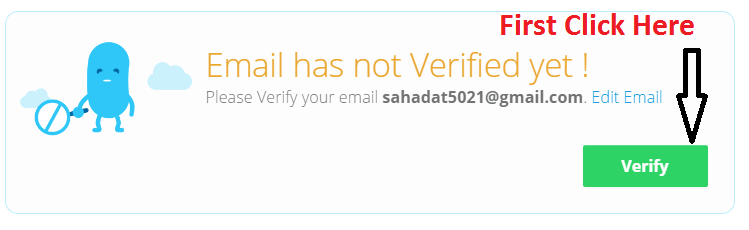 First Click Here
Email has not Verified yet !
Please Verify your email sahadat5021@gmail.com. Edit Email
Verify